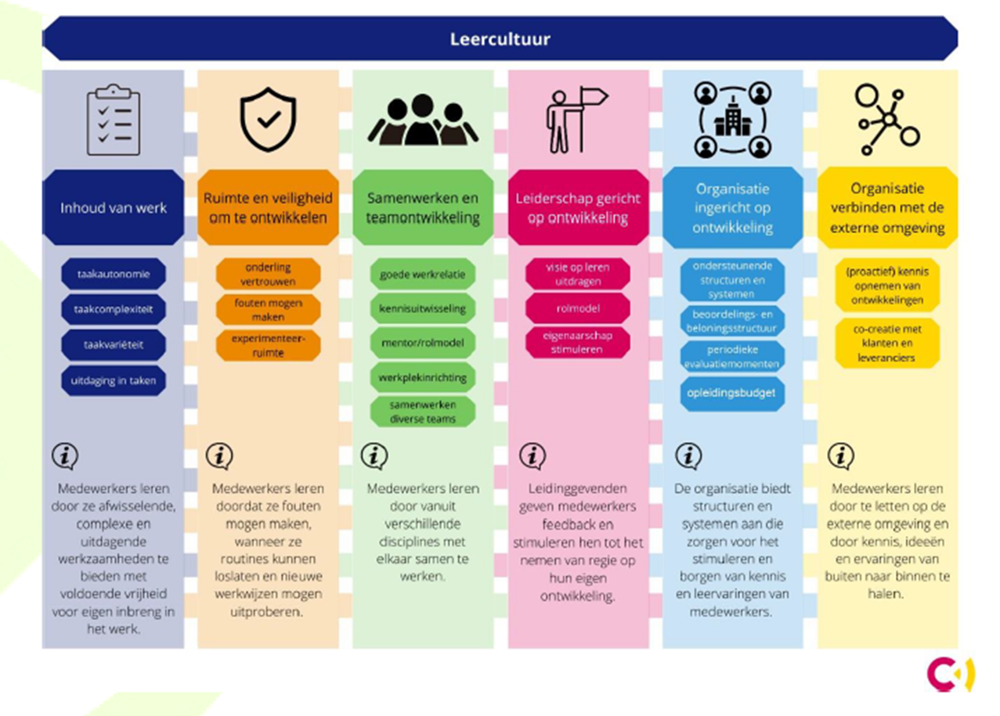 Leercultuur
Inhoud van werk
taakautonomie
taakcomplexiteit
taakvariëteit
uitdaging in taken
Medewerkers leren
door ze afwisselende,
complexe en
uitdagende
werkzaamheden te
bieden met
voldoende vrijheid
voor eigen inbreng in
het werk.
Ruimte en veiligheid
om te ontwikkelen
onderling
vertrouwen
fouten mogen
maken
experimenteer-
ruimte
Medewerkers leren
doordat ze fouten
mogen maken,
wanneer ze
routines kunnen
loslaten en nieuwe
werkwijzen mogen
uitproberen.
Samenwerken en
teamontwikkeling
goede werkrelatie
kennisuitwisseling
mentor/rolmodel
werkplekinrichting
samenwerken
diverse teams
Medewerkers leren
door vanuit
verschillende
disciplines met
elkaar samen te
werken.
Leiderschap gericht
op ontwikkeling
visie op leren
uitdragen
rolmodel
eigenaarschap
stimuleren
Leidinggevenden
geven medewerkers
feedback en
stimuleren hen tot het
nemen van regie op
hun eigen
ontwikkeling.
Organisatie
ingericht op
ontwikkeling
ondersteunende
structuren en
systemen
beoordelings- en
beloningsstructuur
periodieke
evaluatiemomenten
opleidingsbudget
De organisatie biedt
structuren en
systemen aan die
zorgen voor het
stimuleren en
borgen van kennis
en leervaringen van
medewerkers.
Organisatie
verbinden met de
externe omgeving
(proactief) kennis
opnemen van
ontwikkelingen
co-creatie met
klanten en
leveranciers
Medewerkers leren
door te letten op de
externe omgeving en
door kennis, ideeën
en ervaringen van
buiten naar binnen te
halen.